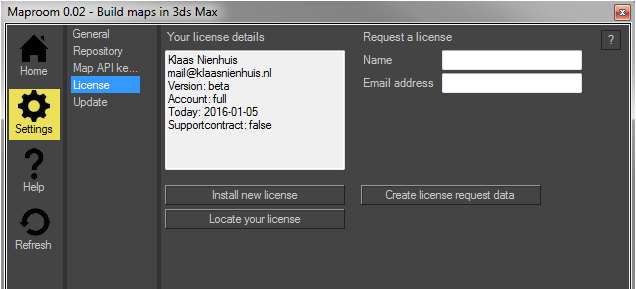 Maproom 0.02 - Build maps in 3ds Max
Home
Settings
Help
Refresh
General
Repository
Map API ke...
License
Update
Your license details
Klaas Nienhuis
mail@klaasnienhuis.nl
Version: beta
Account: full
Today: 2016-01-05
Supportcontract: false
Install new license
Locate your license
Request a license
?
Name
Email address
Create license request data